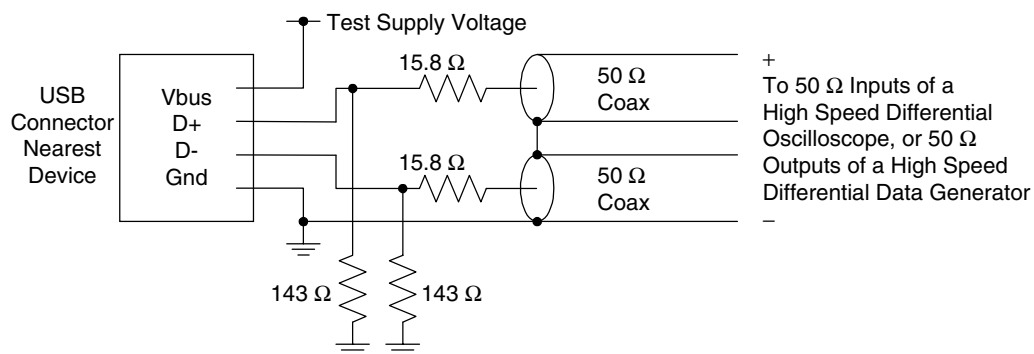 Test Supply Voltage
15.8 Ω
USB
Connector
Nearest
Device
Vbus
D+
D-
Gnd
50 Ω
Coax
+
To 50 Ω Inputs of a
High Speed Differential
Oscilloscope, or 50 Ω
Outputs of a High Speed
Differential Data Generator
−
15.8 Ω
50 Ω
Coax
143 Ω
143 Ω